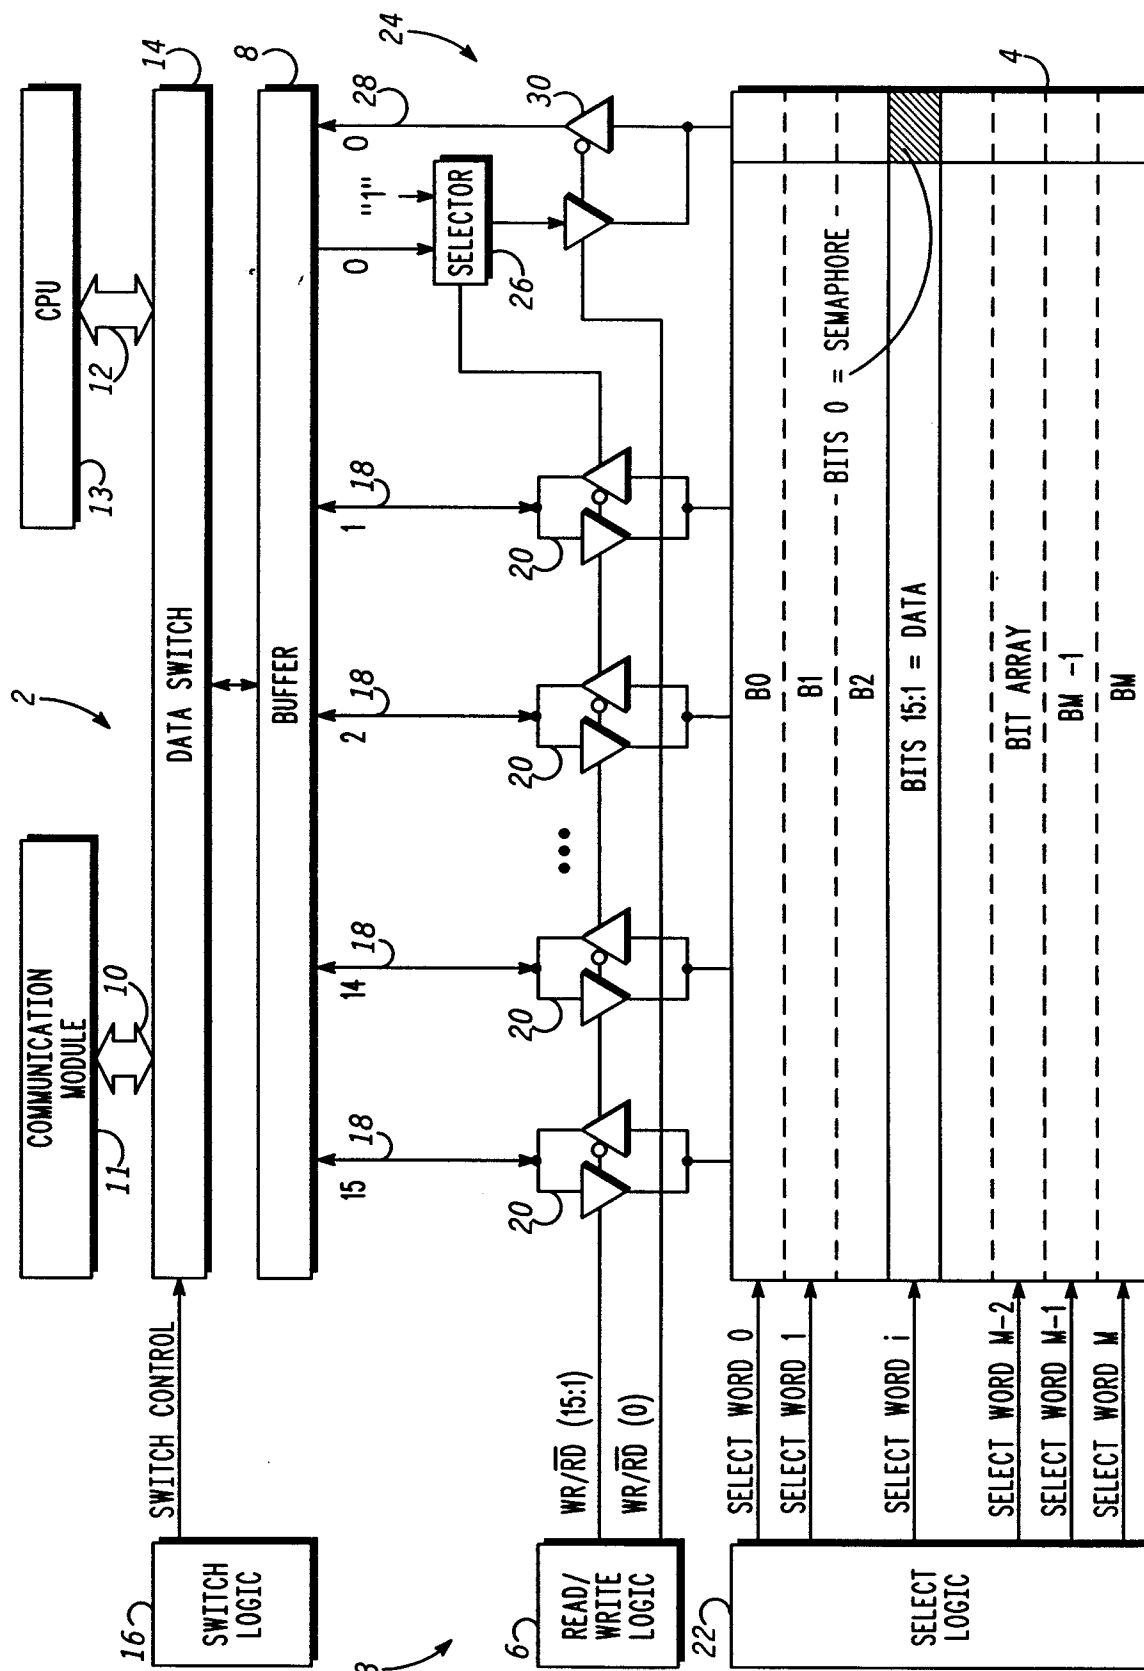 2
24
COMMUNICATION
MODULE
11
10
CPU
13
12
14
DATA SWITCH
8
BUFFER
16
SWITCH
LOGIC
SWITCH CONTROL
15
18
14
18
2
18
1
18
0
"1"
0
28
SELECTOR
26
30
20
20
20
20
6
READ/
WRITE
LOGIC
WR/R̅D̅ (15:1)
WR/R̅D̅ (0)
22
SELECT
LOGIC
SELECT WORD 0
SELECT WORD 1
SELECT WORD i
SELECT WORD M-2
SELECT WORD M-1
SELECT WORD M
B0
B1
B2
BITS 0 = SEMAPHORE
BITS 15:1 = DATA
BIT ARRAY
BM -1
BM
4